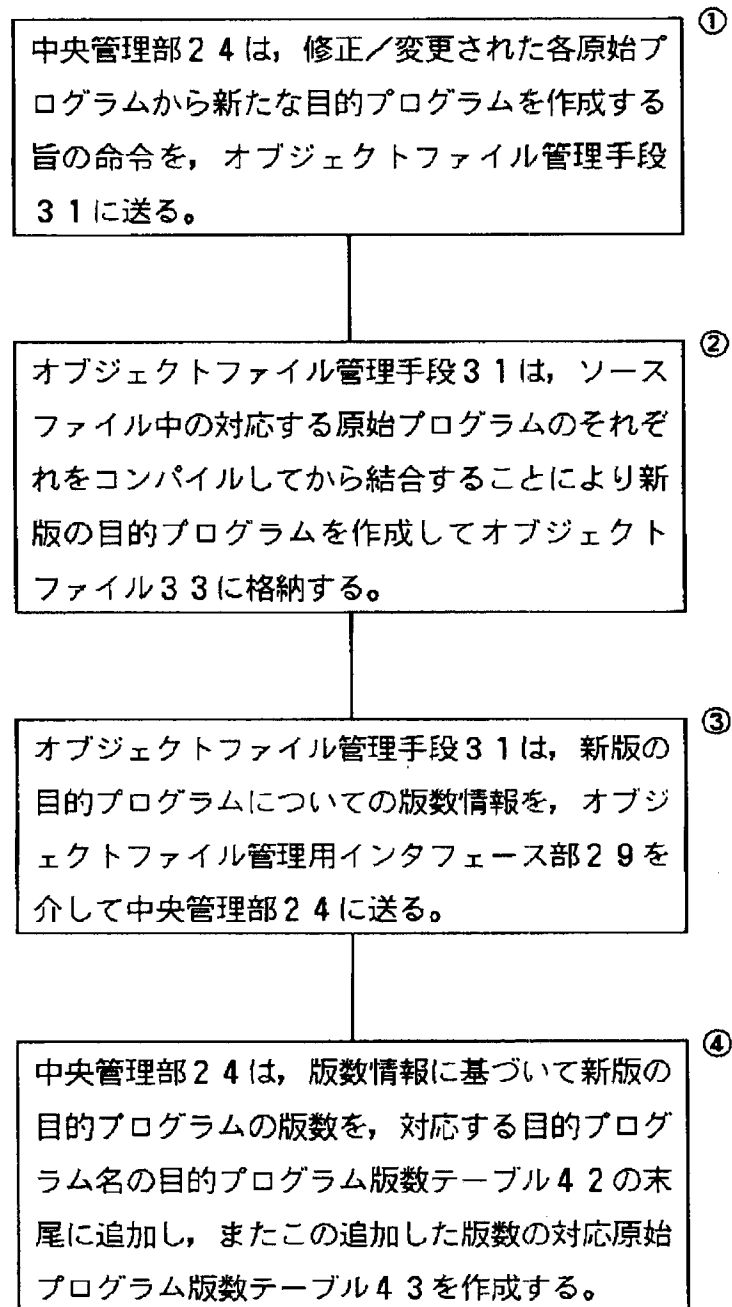 ①
中央管理部24は，修正／変更された各原始プ
ログラムから新たな目的プログラムを作成する
旨の命令を，オブジェクトファイル管理手段
31に送る。
②
オブジェクトファイル管理手段31は，ソース
ファイル中の対応する原始プログラムのそれぞ
れをコンパイルしてから結合することにより新
版の目的プログラムを作成してオブジェクト
ファイル33に格納する。
③
オブジェクトファイル管理手段31は，新版の
目的プログラムについての版数情報を，オブジ
ェクトファイル管理用インタフェース部29を
介して中央管理部24に送る。
④
中央管理部24は，版数情報に基づいて新版の
目的プログラムの版数を，対応する目的プログ
ラム名の目的プログラム版数テーブル42の末
尾に追加し，またこの追加した版数の対応原始
プログラム版数テーブル43を作成する。